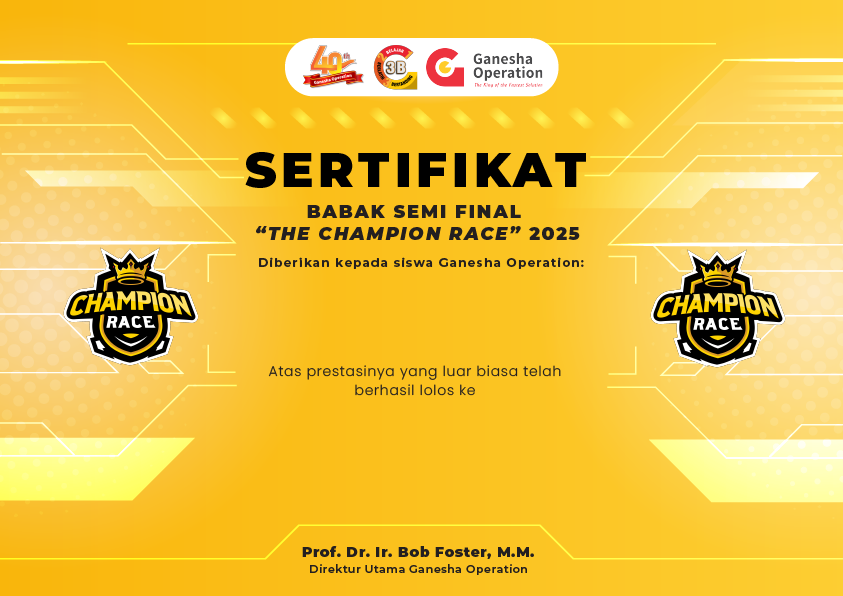 40th
Ganesha Operation
BELAJAR
3B
BERTANDING
Ganesha
Operation
The King of the Fastest Solution
SERTIFIKAT
BABAK SEMI FINAL
“THE CHAMPION RACE” 2025
Diberikan kepada siswa Ganesha Operation:
CHAMPION
RACE
CHAMPION
RACE
Atas prestasinya yang luar biasa telah
berhasil lolos ke
Prof. Dr. Ir. Bob Foster, M.M.
Direktur Utama Ganesha Operation